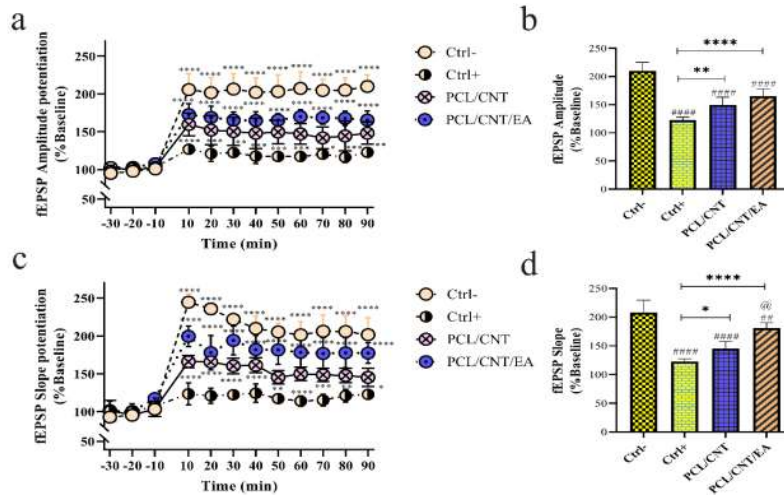 a
fEPSP Amplitude potentiation
(%Baseline)
250
200
150
100
50
-30 -20 -10 10 20 30 40 50 60 70 80 90
Time (min)
Ctrl-
Ctrl+
PCL/CNT
PCL/CNT/EA
b
fEPSP Amplitude
(%Baseline)
250
200
150
100
50
0
****
**
####
####
####
Ctrl-
Ctrl+
PCL/CNT
PCL/CNT/EA
c
fEPSP Slope potentiation
(%Baseline)
250
200
150
100
50
-30 -20 -10 10 20 30 40 50 60 70 80 90
Time (min)
Ctrl-
Ctrl+
PCL/CNT
PCL/CNT/EA
d
fEPSP Slope
(%Baseline)
250
200
150
100
50
0
****
*
@
##
####
####
Ctrl-
Ctrl+
PCL/CNT
PCL/CNT/EA